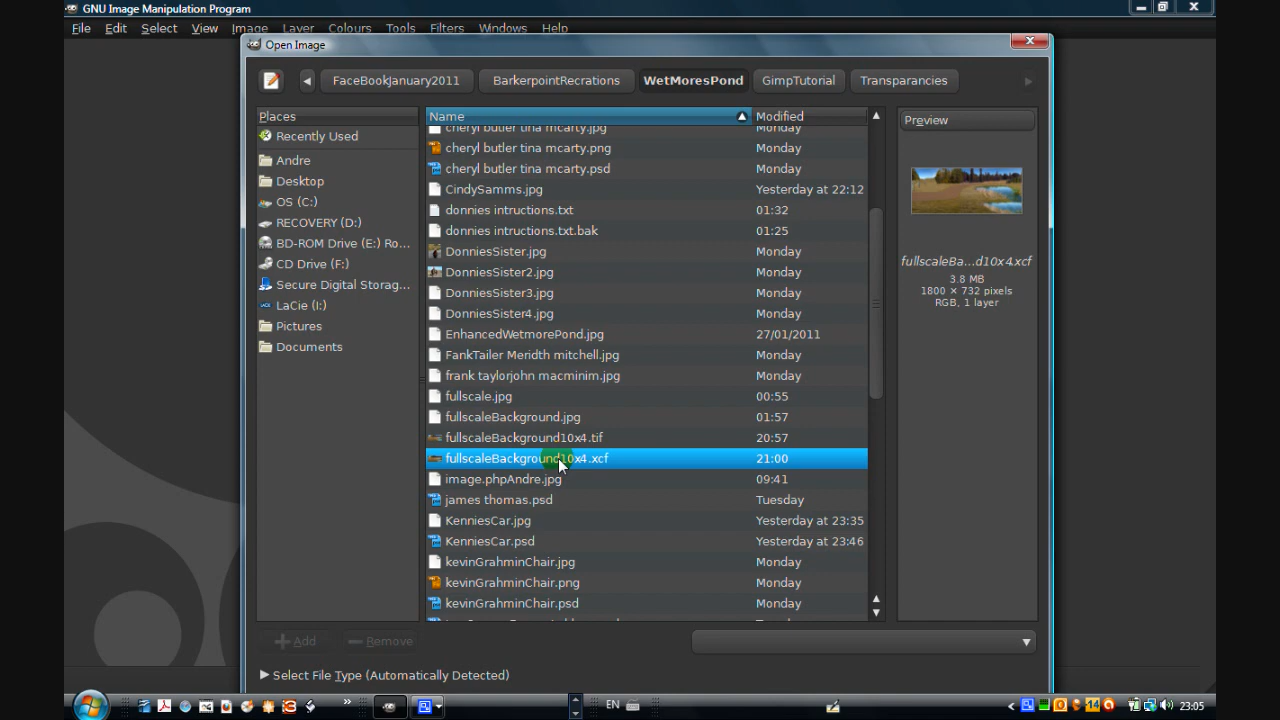 GNU Image Manipulation Program
File Edit Select View Image Layer Colours Tools Filters Windows Help
Open Image
FaceBookJanuary2011 BarkerpointRecrations WetMoresPond GimpTutorial Transparancies
Places
Recently Used
Andre
Desktop
OS (C:)
RECOVERY (D:)
BD-ROM Drive (E:) Ro...
CD Drive (F:)
Secure Digital Storag...
LaCie (I:)
Pictures
Documents
Name Modified
cheryl butler tina mcarty.jpg Monday
cheryl butler tina mcarty.png Monday
cheryl butler tina mcarty.psd Monday
CindySamms.jpg Yesterday at 22:12
donnies intructions.txt 01:32
donnies intructions.txt.bak 01:25
DonniesSister.jpg Monday
DonniesSister2.jpg Monday
DonniesSister3.jpg Monday
DonniesSister4.jpg Monday
EnhancedWetmorePond.jpg 27/01/2011
FankTailer Meridth mitchell.jpg Monday
frank taylorjohn macminim.jpg Monday
fullscale.jpg 00:55
fullscaleBackground.jpg 01:57
fullscaleBackground10x4.tif 20:57
fullscaleBackground10x4.xcf 21:00
image.phpAndre.jpg 09:41
james thomas.psd Tuesday
KenniesCar.jpg Yesterday at 23:35
KenniesCar.psd Yesterday at 23:46
kevinGrahminChair.jpg Monday
kevinGrahminChair.png Monday
kevinGrahminChair.psd Monday
Preview
fullscaleBa...d10x4.xcf
3.8 MB
1800 × 732 pixels
RGB, 1 layer
Add Remove
Select File Type (Automatically Detected)
EN 14 23:05